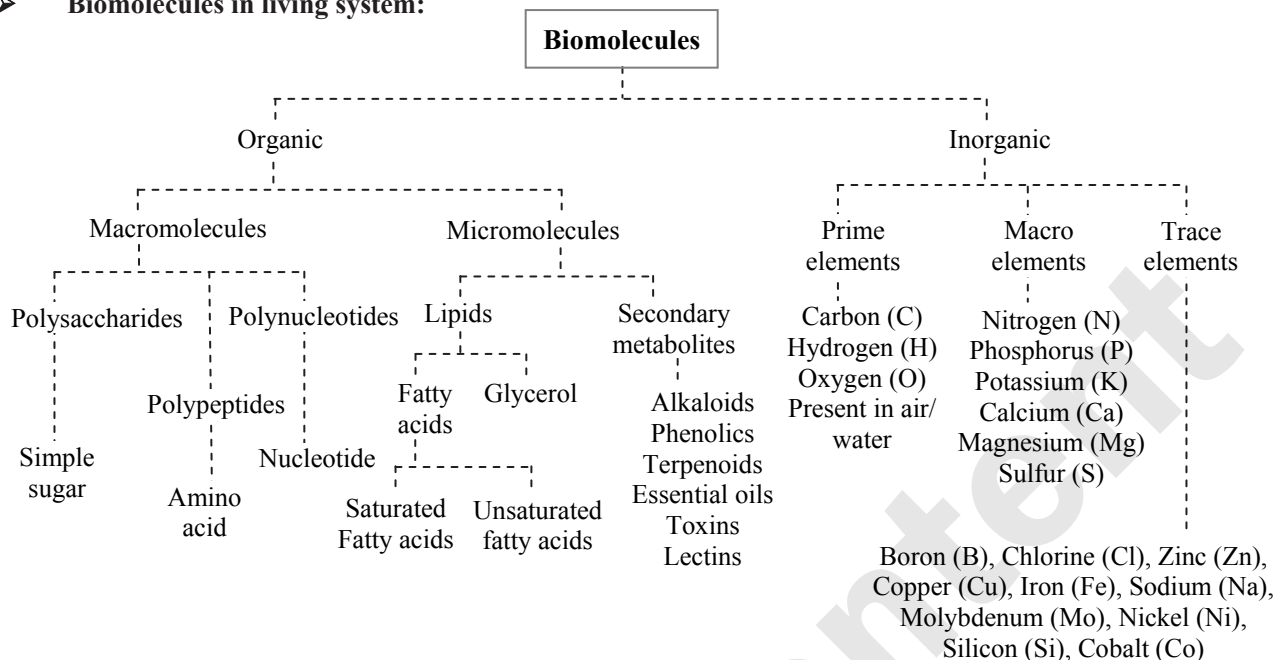 Biomolecules in living system:
Biomolecules
Organic
Inorganic
Macromolecules
Micromolecules
Prime
elements
Macro
elements
Trace
elements
Polysaccharides
Polynucleotides
Lipids
Secondary
metabolites
Carbon (C)
Hydrogen (H)
Oxygen (O)
Present in air/
water
Nitrogen (N)
Phosphorus (P)
Potassium (K)
Calcium (Ca)
Magnesium (Mg)
Sulfur (S)
Polypeptides
Fatty
acids
Glycerol
Alkaloids
Phenolics
Terpenoids
Essential oils
Toxins
Lectins
Simple
sugar
Amino
acid
Nucleotide
Saturated
Fatty acids
Unsaturated
fatty acids
Boron (B), Chlorine (Cl), Zinc (Zn),
Copper (Cu), Iron (Fe), Sodium (Na),
Molybdenum (Mo), Nickel (Ni),
Silicon (Si), Cobalt (Co)